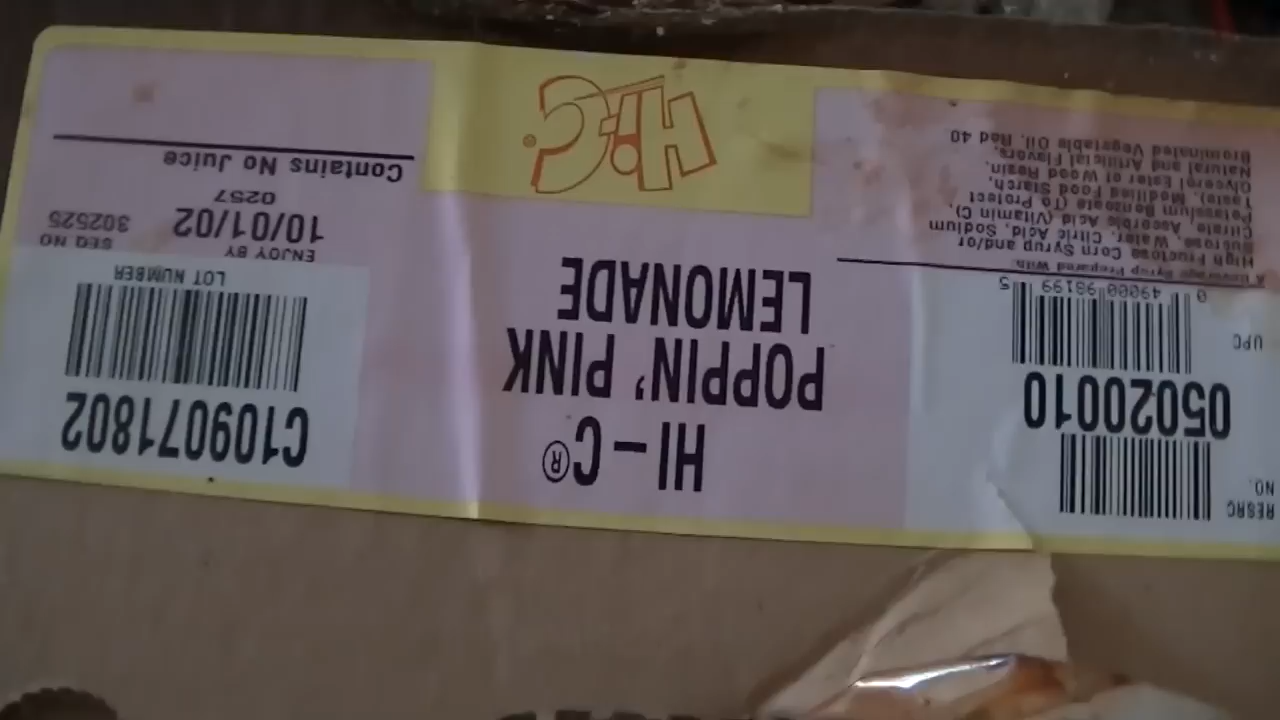 RESRC
NO.
05020010
UPC
0 49000 98199 5
A Beverage Syrup Prepared With:
High Fructose Corn Syrup and/or
Sucrose, Water, Citric Acid, Sodium
Citrate, Ascorbic Acid (Vitamin C),
Potassium Benzoate (To Protect
Taste), Modified Food Starch,
Glycerol Ester of Wood Resin,
Natural and Artificial Flavors,
Brominated Vegetable Oil, Red 40
HI-C®
POPPIN' PINK
LEMONADE
Hi-C®
C109071802
LOT NUMBER
ENJOY BY
SEQ NO
10/01/02
302525
0257
Contains No Juice